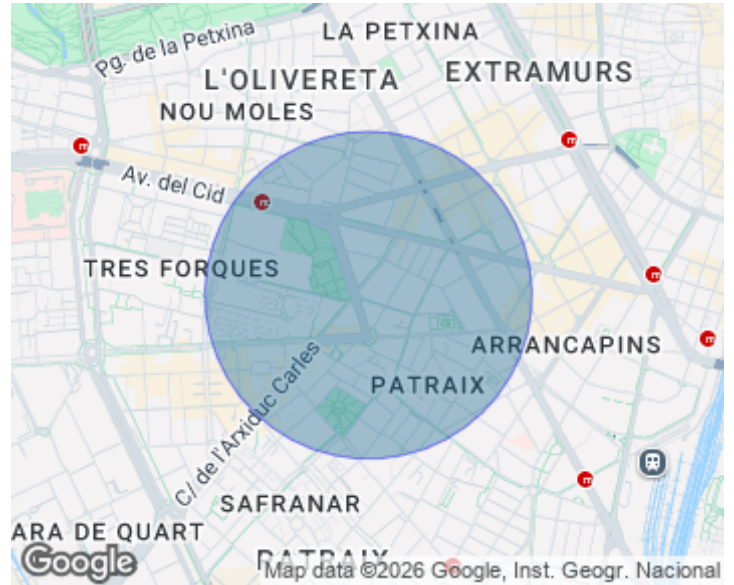 LA PETXINA
Pg. de la Petxina
L'OLIVERETA
EXTRAMURS
NOU MOLES
Av. del Cid
TRES FORQUES
ARRANCAPINS
PATRAIX
C/ de l'Arxiduc Carles
SAFRANAR
ARA DE QUART
PATRAIX
Google
Map data ©2026 Google, Inst. Geogr. Nacional